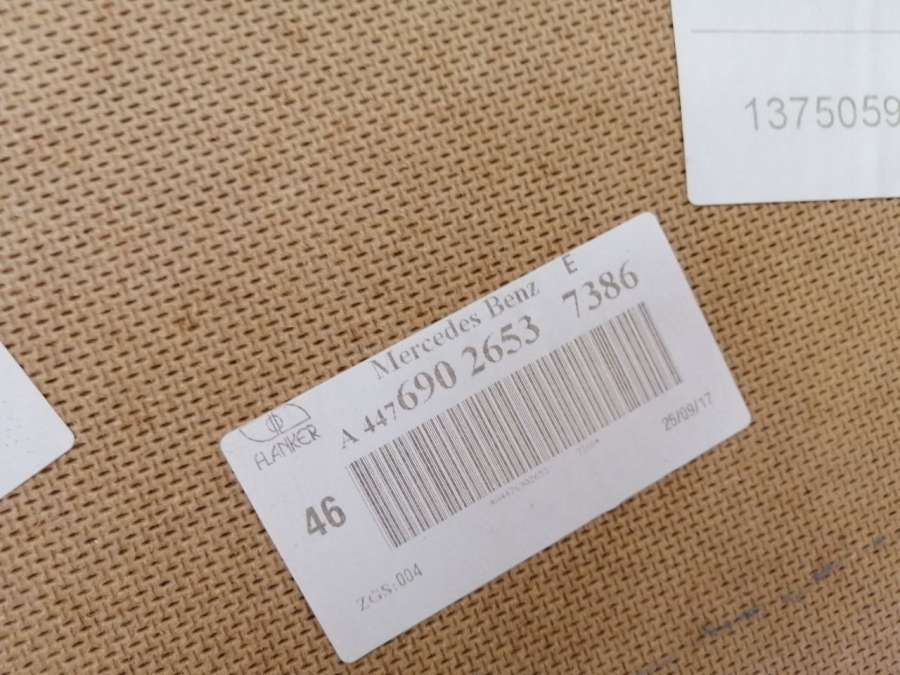 1375059
E
Mercedes Benz
A 447 690 2653 7386
FLANKER
46
25/09/17
ZGS:004